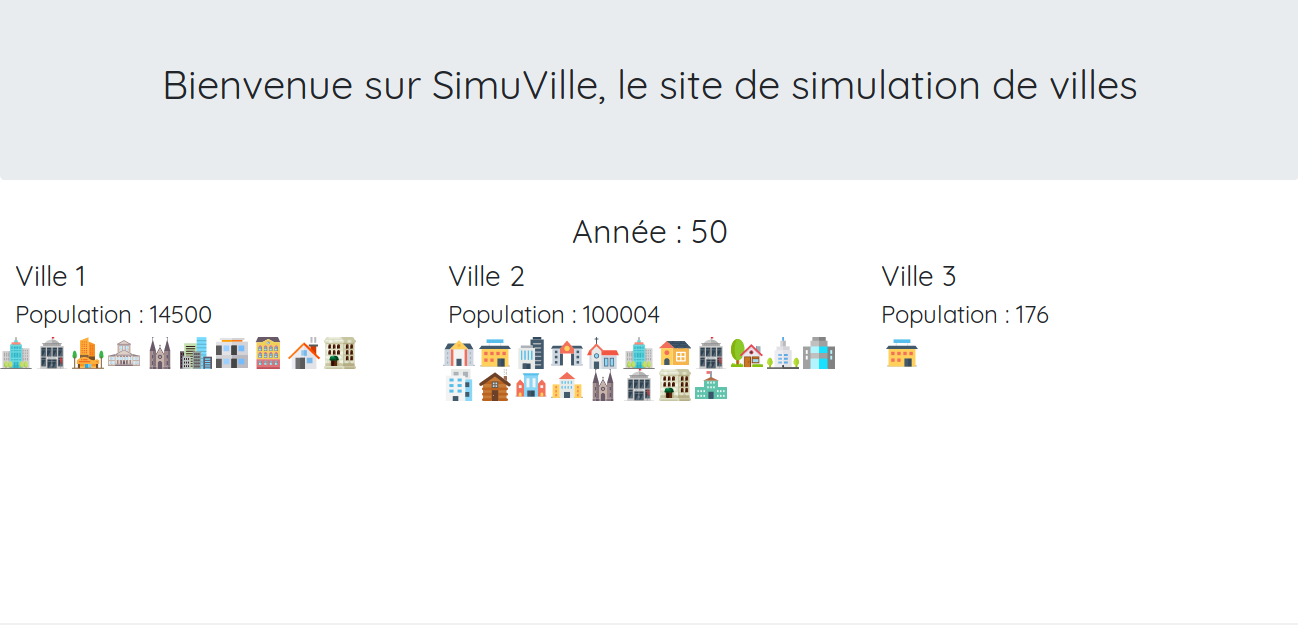 Bienvenue sur SimuVille, le site de simulation de villes
Année : 50
Ville 1
Population : 14500
Ville 2
Population : 100004
Ville 3
Population : 176